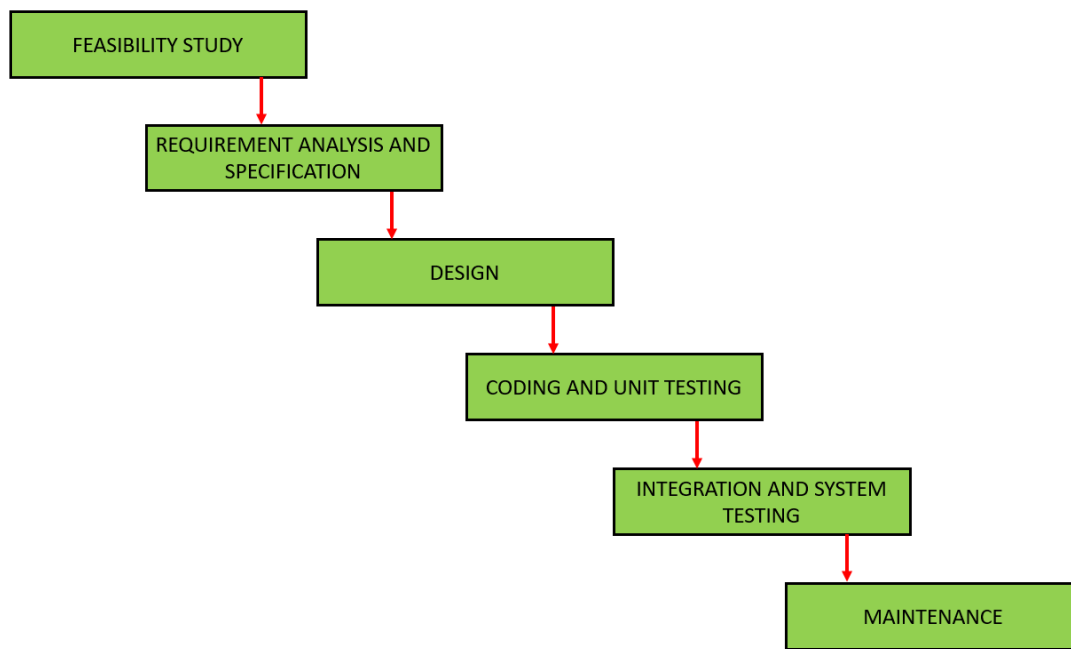 FEASIBILITY STUDY
REQUIREMENT ANALYSIS AND
SPECIFICATION
DESIGN
CODING AND UNIT TESTING
INTEGRATION AND SYSTEM
TESTING
MAINTENANCE